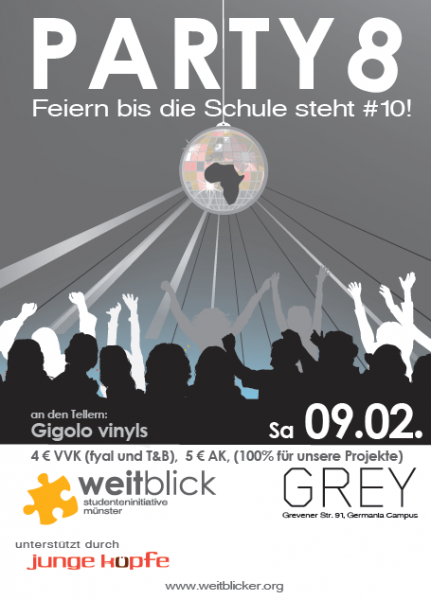 PARTY 8
Feiern bis die Schule steht #10!
an den Tellern:
Gigolo vinyls
Sa 09.02.
4 € VVK (fyal und T&B), 5 € AK, (100% für unsere Projekte)
weitblick
studenteninitiative
münster
GREY
Grevener Str. 91, Germania Campus
unterstützt durch
junge köpfe
www.weitblicker.org